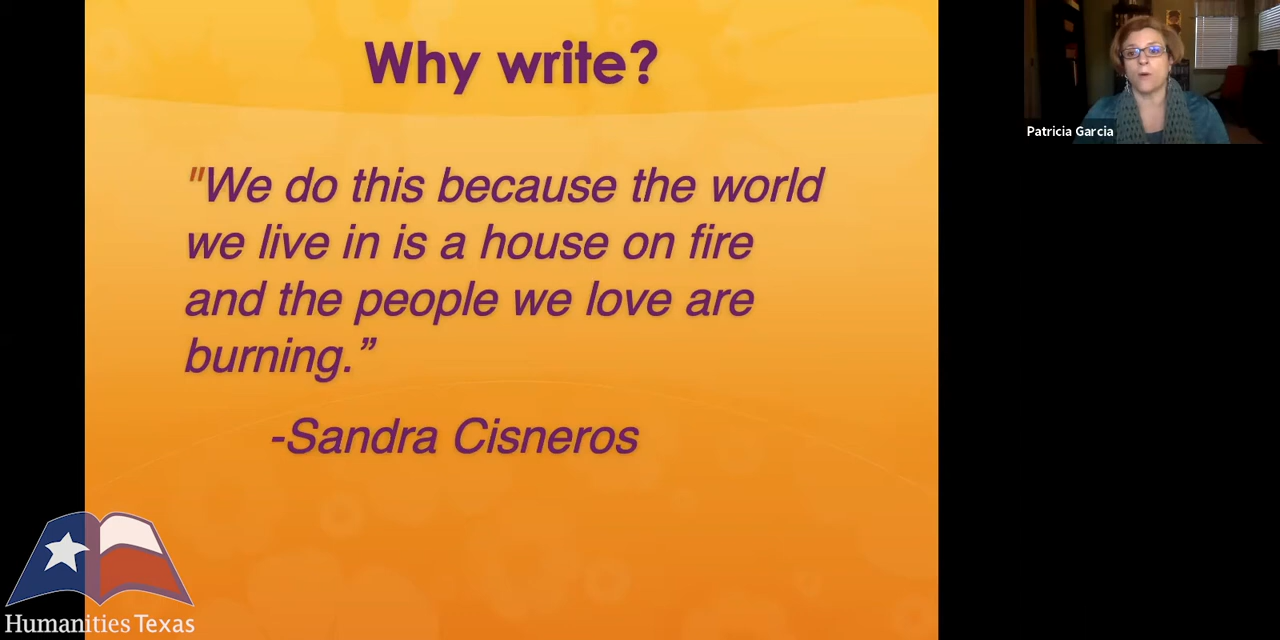 Why write?
"We do this because the world
we live in is a house on fire
and the people we love are
burning.”
-Sandra Cisneros
Patricia Garcia
Humanities Texas